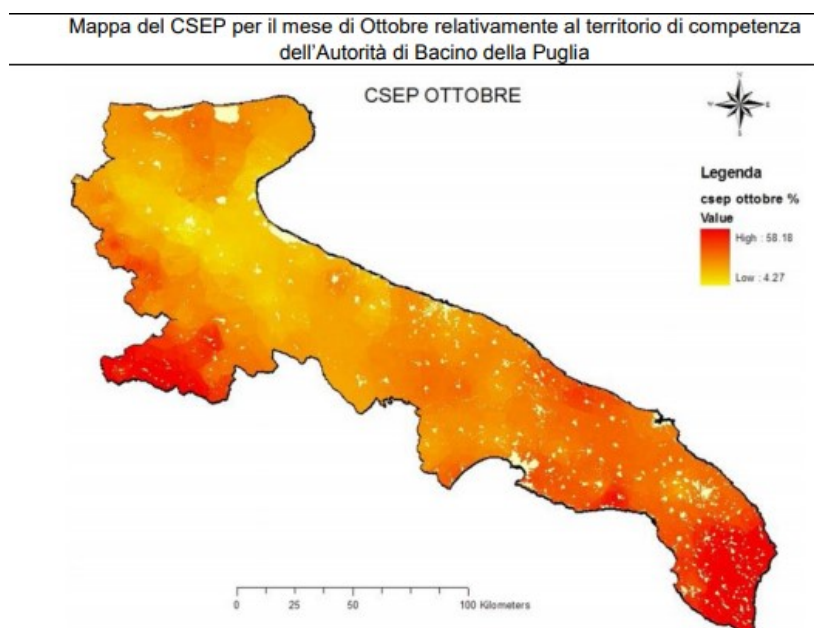 Mappa del CSEP per il mese di Ottobre relativamente al territorio di competenza
dell'Autorità di Bacino della Puglia
CSEP OTTOBRE
N
W
E
S
Legenda
csep ottobre %
Value
High : 58.18
Low : 4.27
0 25 50 100 Kilometers